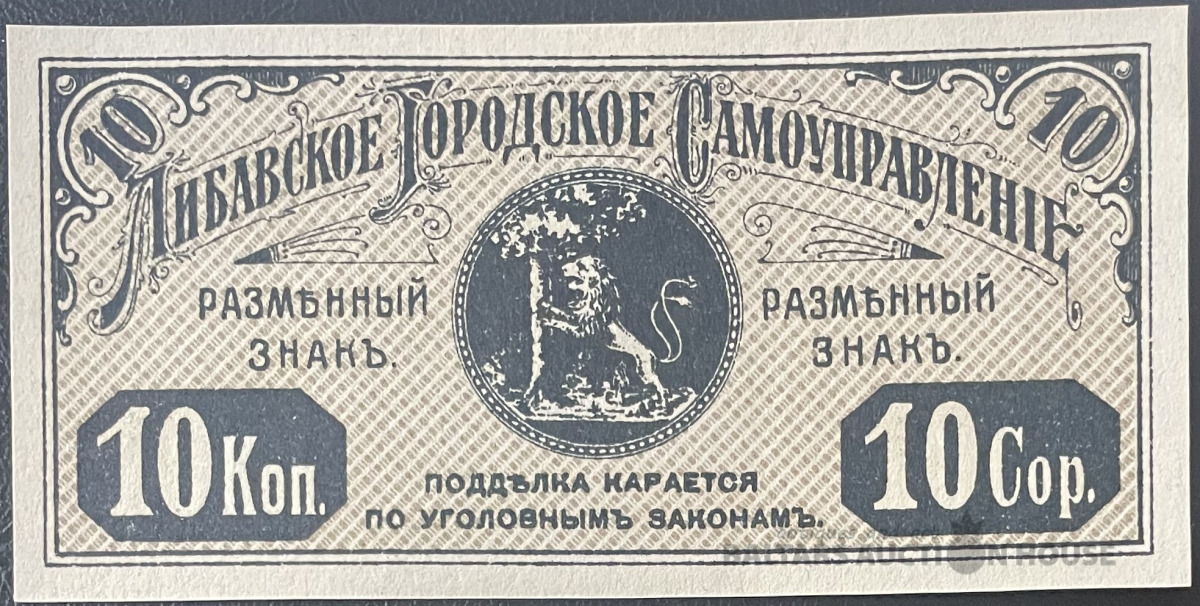 10 Либавское Городское Самоуправленіе 10
Размѣнный Знакъ.
Размѣнный Знакъ.
10 Коп.
Поддѣлка карается
по уголовнымъ законамъ.
10 Cop.
BALTARS AUCTION HOUSE